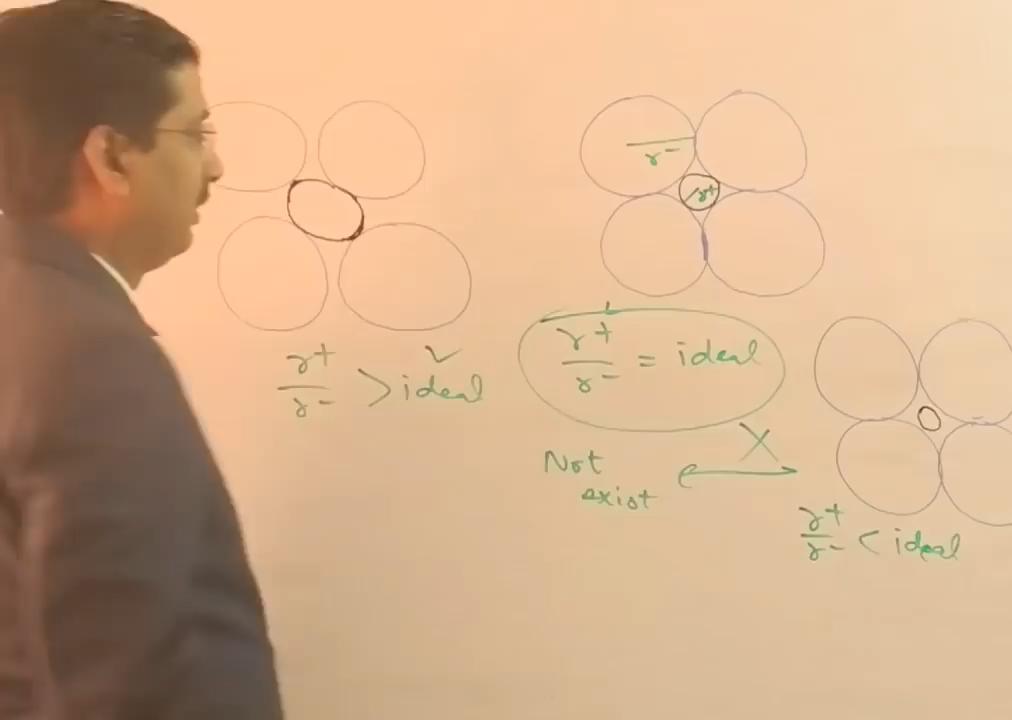 r⁻
r⁺
r⁺/r⁻ > ideal ✓
r⁺/r⁻ = ideal
Not
exist
X
r⁺/r⁻ < ideal